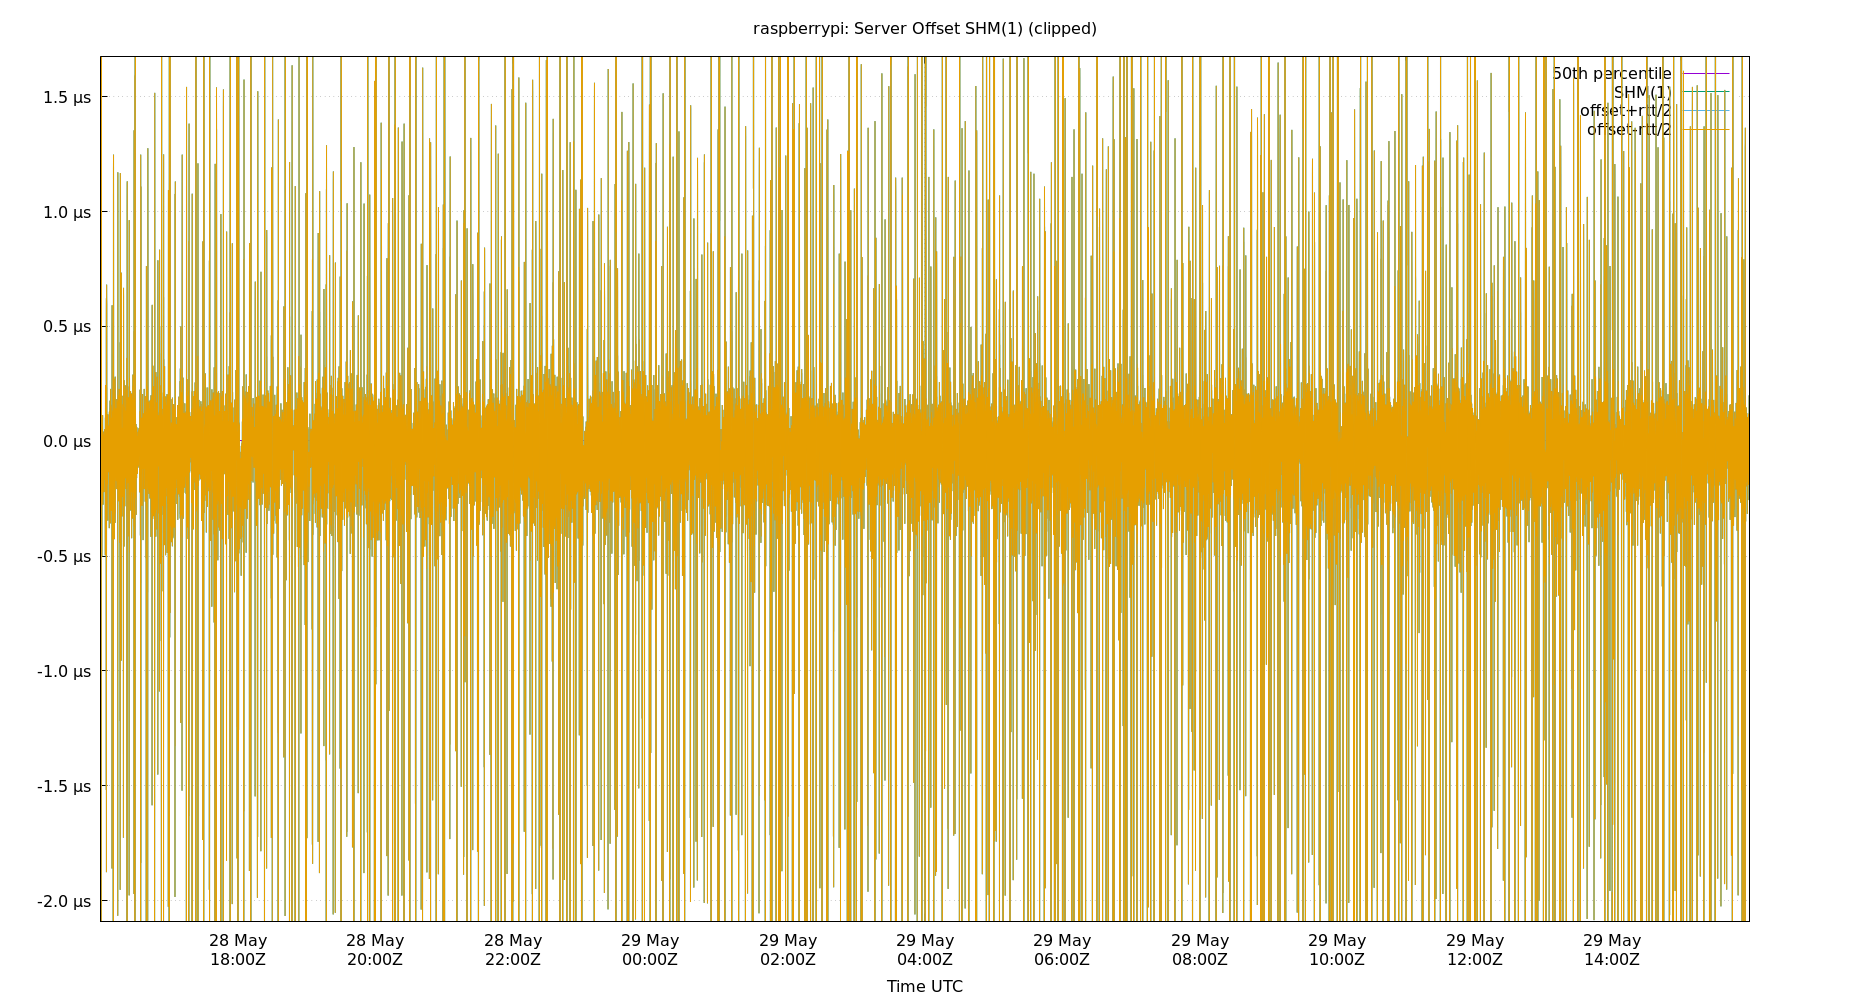 raspberrypi: Server Offset SHM(1) (clipped)
50th percentile
SHM(1)
offset+rtt/2
offset-rtt/2
1.5 µs
1.0 µs
0.5 µs
0.0 µs
-0.5 µs
-1.0 µs
-1.5 µs
-2.0 µs
28 May 28 May 28 May 29 May 29 May 29 May 29 May 29 May 29 May 29 May 29 May
18:00Z 20:00Z 22:00Z 00:00Z 02:00Z 04:00Z 06:00Z 08:00Z 10:00Z 12:00Z 14:00Z
Time UTC